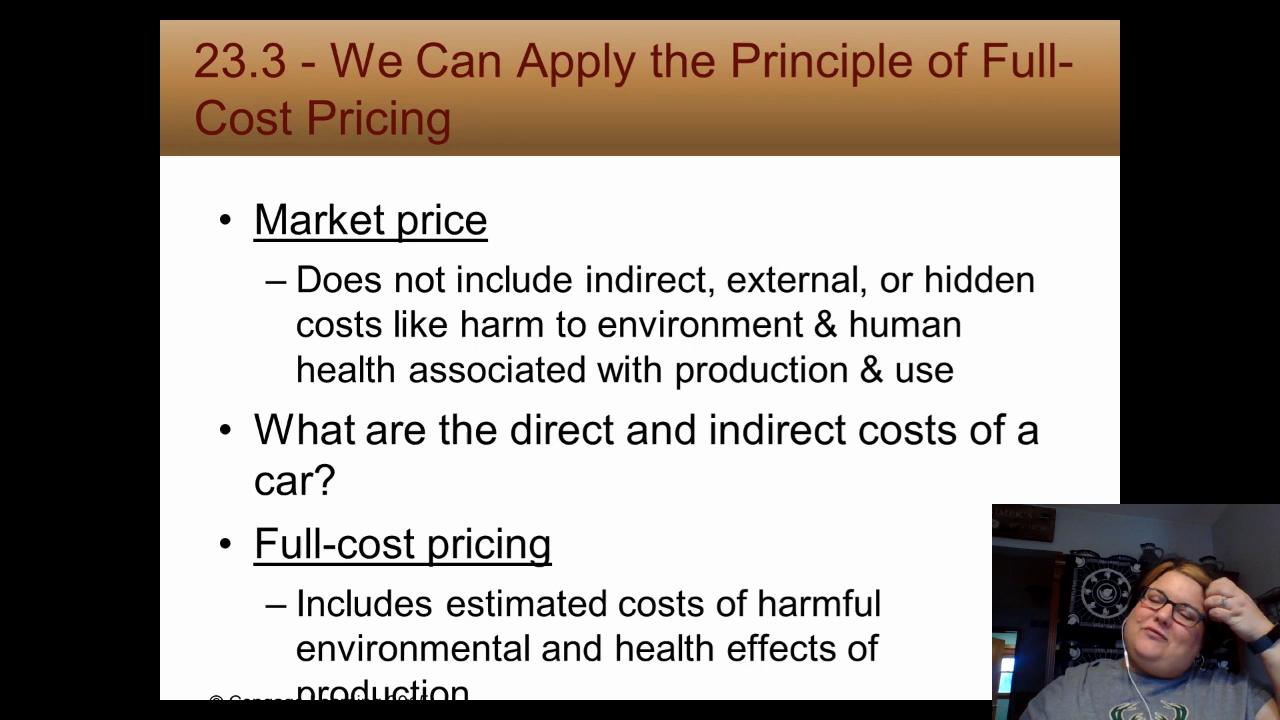 23.3 - We Can Apply the Principle of Full-
Cost Pricing
• Market price
– Does not include indirect, external, or hidden
costs like harm to environment & human
health associated with production & use
• What are the direct and indirect costs of a
car?
• Full-cost pricing
– Includes estimated costs of harmful
environmental and health effects of
production